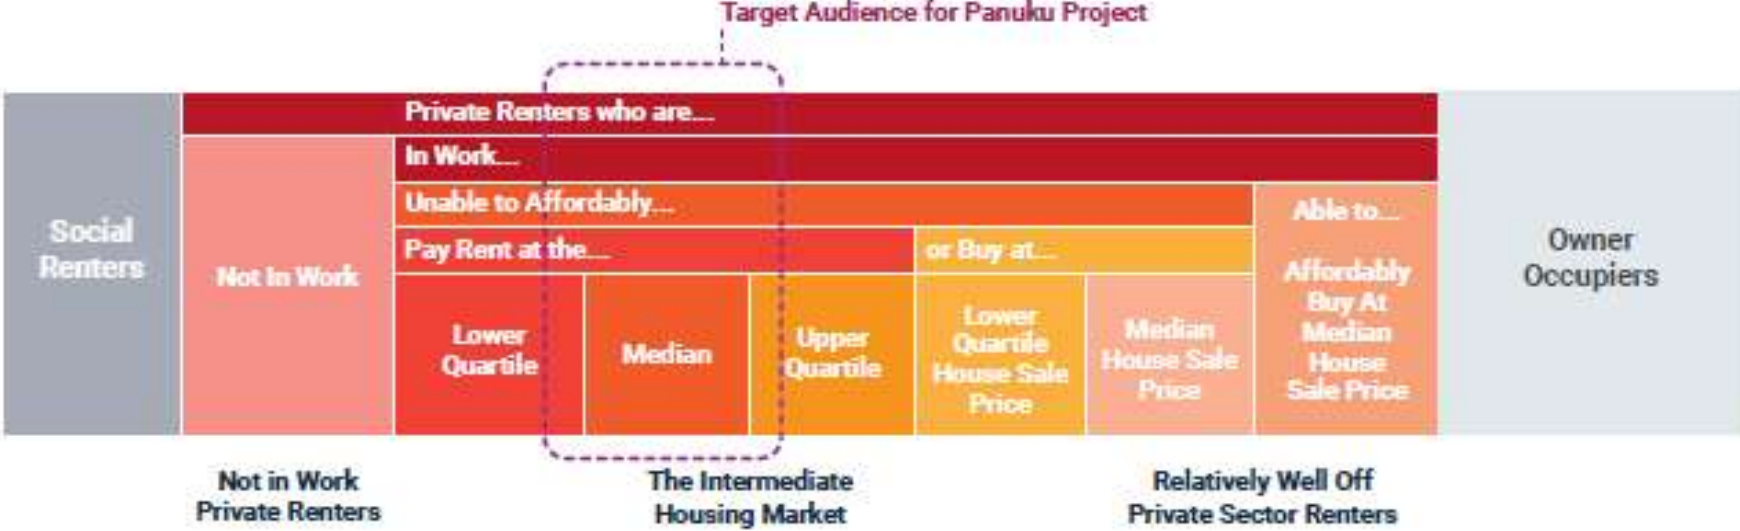 Target Audience for Panuku Project
Private Renters who are...
In Work...
Unable to Affordably...
Able to...
Pay Rent at the...
or Buy at...
Social
Renters
Not In Work
Lower
Quartile
Median
Upper
Quartile
Lower
Quartile
House Sale
Price
Median
House Sale
Price
Affordably
Buy At
Median
House
Sale Price
Owner
Occupiers
Not in Work
Private Renters
The Intermediate
Housing Market
Relatively Well Off
Private Sector Renters